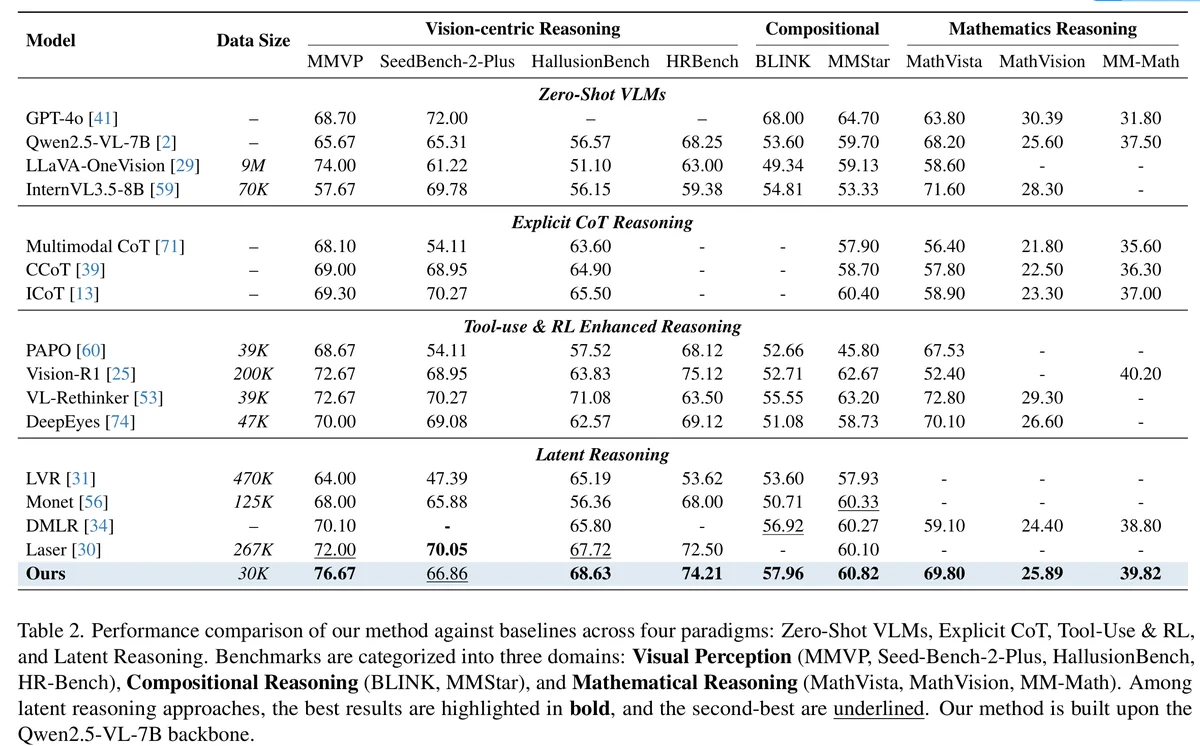 Model Data Size Vision-centric Reasoning Compositional Mathematics Reasoning
MMVP SeedBench-2-Plus HallusionBench HRBench BLINK MMStar MathVista MathVision MM-Math
Zero-Shot VLMs
GPT-4o [41] – 68.70 72.00 – – 68.00 64.70 63.80 30.39 31.80
Qwen2.5-VL-7B [2] – 65.67 65.31 56.57 68.25 53.60 59.70 68.20 25.60 37.50
LLaVA-OneVision [29] 9M 74.00 61.22 51.10 63.00 49.34 59.13 58.60 - -
InternVL3.5-8B [59] 70K 57.67 69.78 56.15 59.38 54.81 53.33 71.60 28.30 -
Explicit CoT Reasoning
Multimodal CoT [71] – 68.10 54.11 63.60 - - 57.90 56.40 21.80 35.60
CCoT [39] – 69.00 68.95 64.90 - - 58.70 57.80 22.50 36.30
ICoT [13] – 69.30 70.27 65.50 - - 60.40 58.90 23.30 37.00
Tool-use & RL Enhanced Reasoning
PAPO [60] 39K 68.67 54.11 57.52 68.12 52.66 45.80 67.53 - -
Vision-R1 [25] 200K 72.67 68.95 63.83 75.12 52.71 62.67 52.40 - 40.20
VL-Rethinker [53] 39K 72.67 70.27 71.08 63.50 55.55 63.20 72.80 29.30 -
DeepEyes [74] 47K 70.00 69.08 62.57 69.12 51.08 58.73 70.10 26.60 -
Latent Reasoning
LVR [31] 470K 64.00 47.39 65.19 53.62 53.60 57.93 - - -
Monet [56] 125K 68.00 65.88 56.36 68.00 50.71 60.33 - - -
DMLR [34] – 70.10 - 65.80 - 56.92 60.27 59.10 24.40 38.80
Laser [30] 267K 72.00 70.05 67.72 72.50 - 60.10 - - -
Ours 30K 76.67 66.86 68.63 74.21 57.96 60.82 69.80 25.89 39.82
Table 2. Performance comparison of our method against baselines across four paradigms: Zero-Shot VLMs, Explicit CoT, Tool-Use & RL,
and Latent Reasoning. Benchmarks are categorized into three domains: Visual Perception (MMVP, Seed-Bench-2-Plus, HallusionBench,
HR-Bench), Compositional Reasoning (BLINK, MMStar), and Mathematical Reasoning (MathVista, MathVision, MM-Math). Among
latent reasoning approaches, the best results are highlighted in bold, and the second-best are underlined. Our method is built upon the
Qwen2.5-VL-7B backbone.